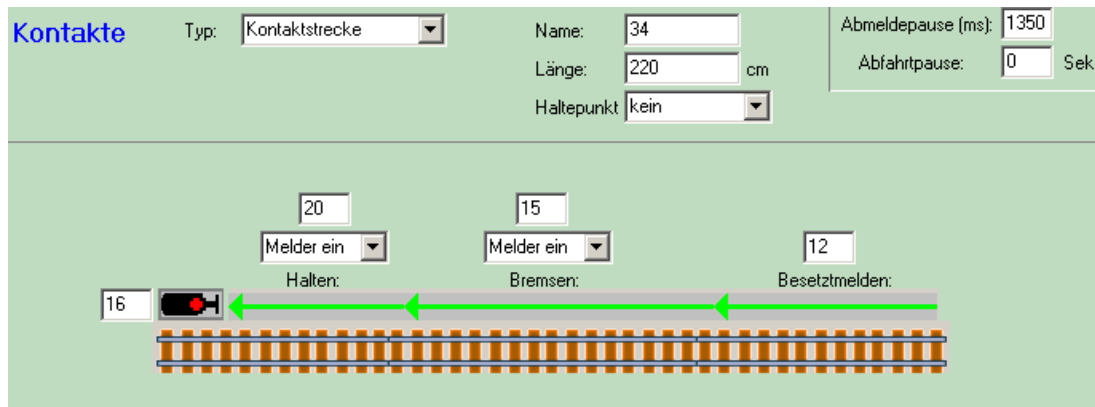 Kontakte Typ: Kontaktstrecke Name: 34 Abmeldepause (ms): 1350
Länge: 220 cm Abfahrtpause: 0 Sek
Haltepunkt kein
20 15
Melder ein Melder ein 12
Halten: Bremsen: Besetztmelden:
16